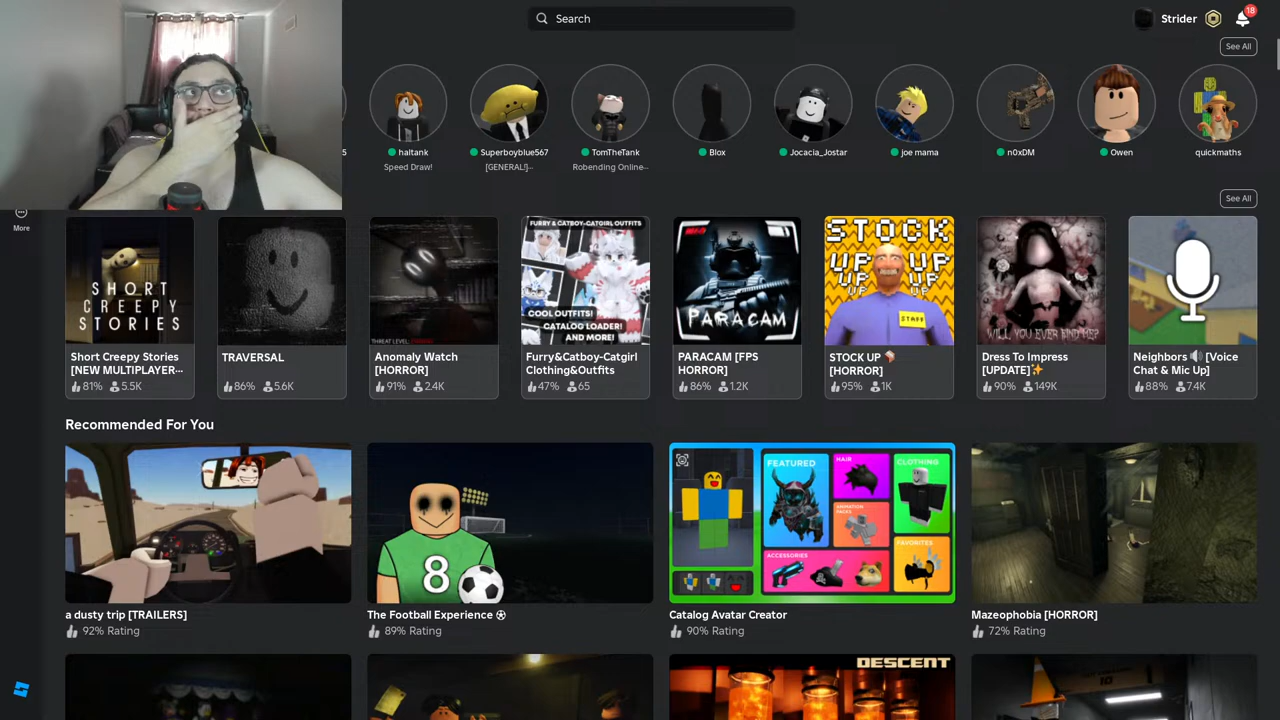 Search
Strider
18
See All
5
haltank
Speed Draw!
Superboyblue567
[GENERAL!]...
TomTheTank
Robending Online...
Blox
Jocacia_Jostar
joe mama
n0xDM
Owen
quickmaths
More
See All
SHORT
CREEPY
STORIES
THREAT LEVEL:
FURRY & CATBOY-CATGIRL OUTFITS
COOL OUTFITS!
CATALOG LOADER!
AND MORE!
PARACAM
STOCK
UP UP
UP UP
STAFF
WILL YOU EVER FIND ME?
Short Creepy Stories
[NEW MULTIPLAYER...
81% 5.5K
TRAVERSAL
86% 5.6K
Anomaly Watch
[HORROR]
91% 2.4K
Furry&Catboy-Catgirl
Clothing&Outfits
47% 65
PARACAM [FPS
HORROR]
86% 1.2K
STOCK UP
[HORROR]
95% 1K
Dress To Impress
[UPDATE]✨
90% 149K
Neighbors 🔊 [Voice
Chat & Mic Up]
88% 7.4K
Recommended For You
8
FEATURED
HAIR
CLOTHING
ANIMATION
PACKS
ACCESSORIES
FAVORITES
a dusty trip [TRAILERS]
92% Rating
The Football Experience ⚽
89% Rating
Catalog Avatar Creator
90% Rating
Mazeophobia [HORROR]
72% Rating
DESCENT
10